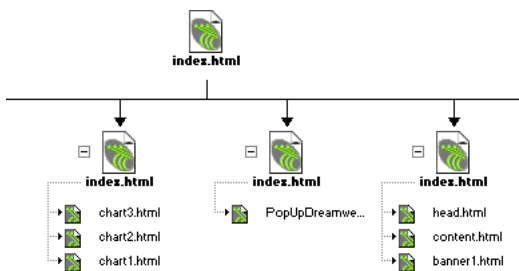 index.html
index.html
index.html
index.html
chart3.html
PopUpDreamwe...
head.html
chart2.html
content.html
chart1.html
banner1.html